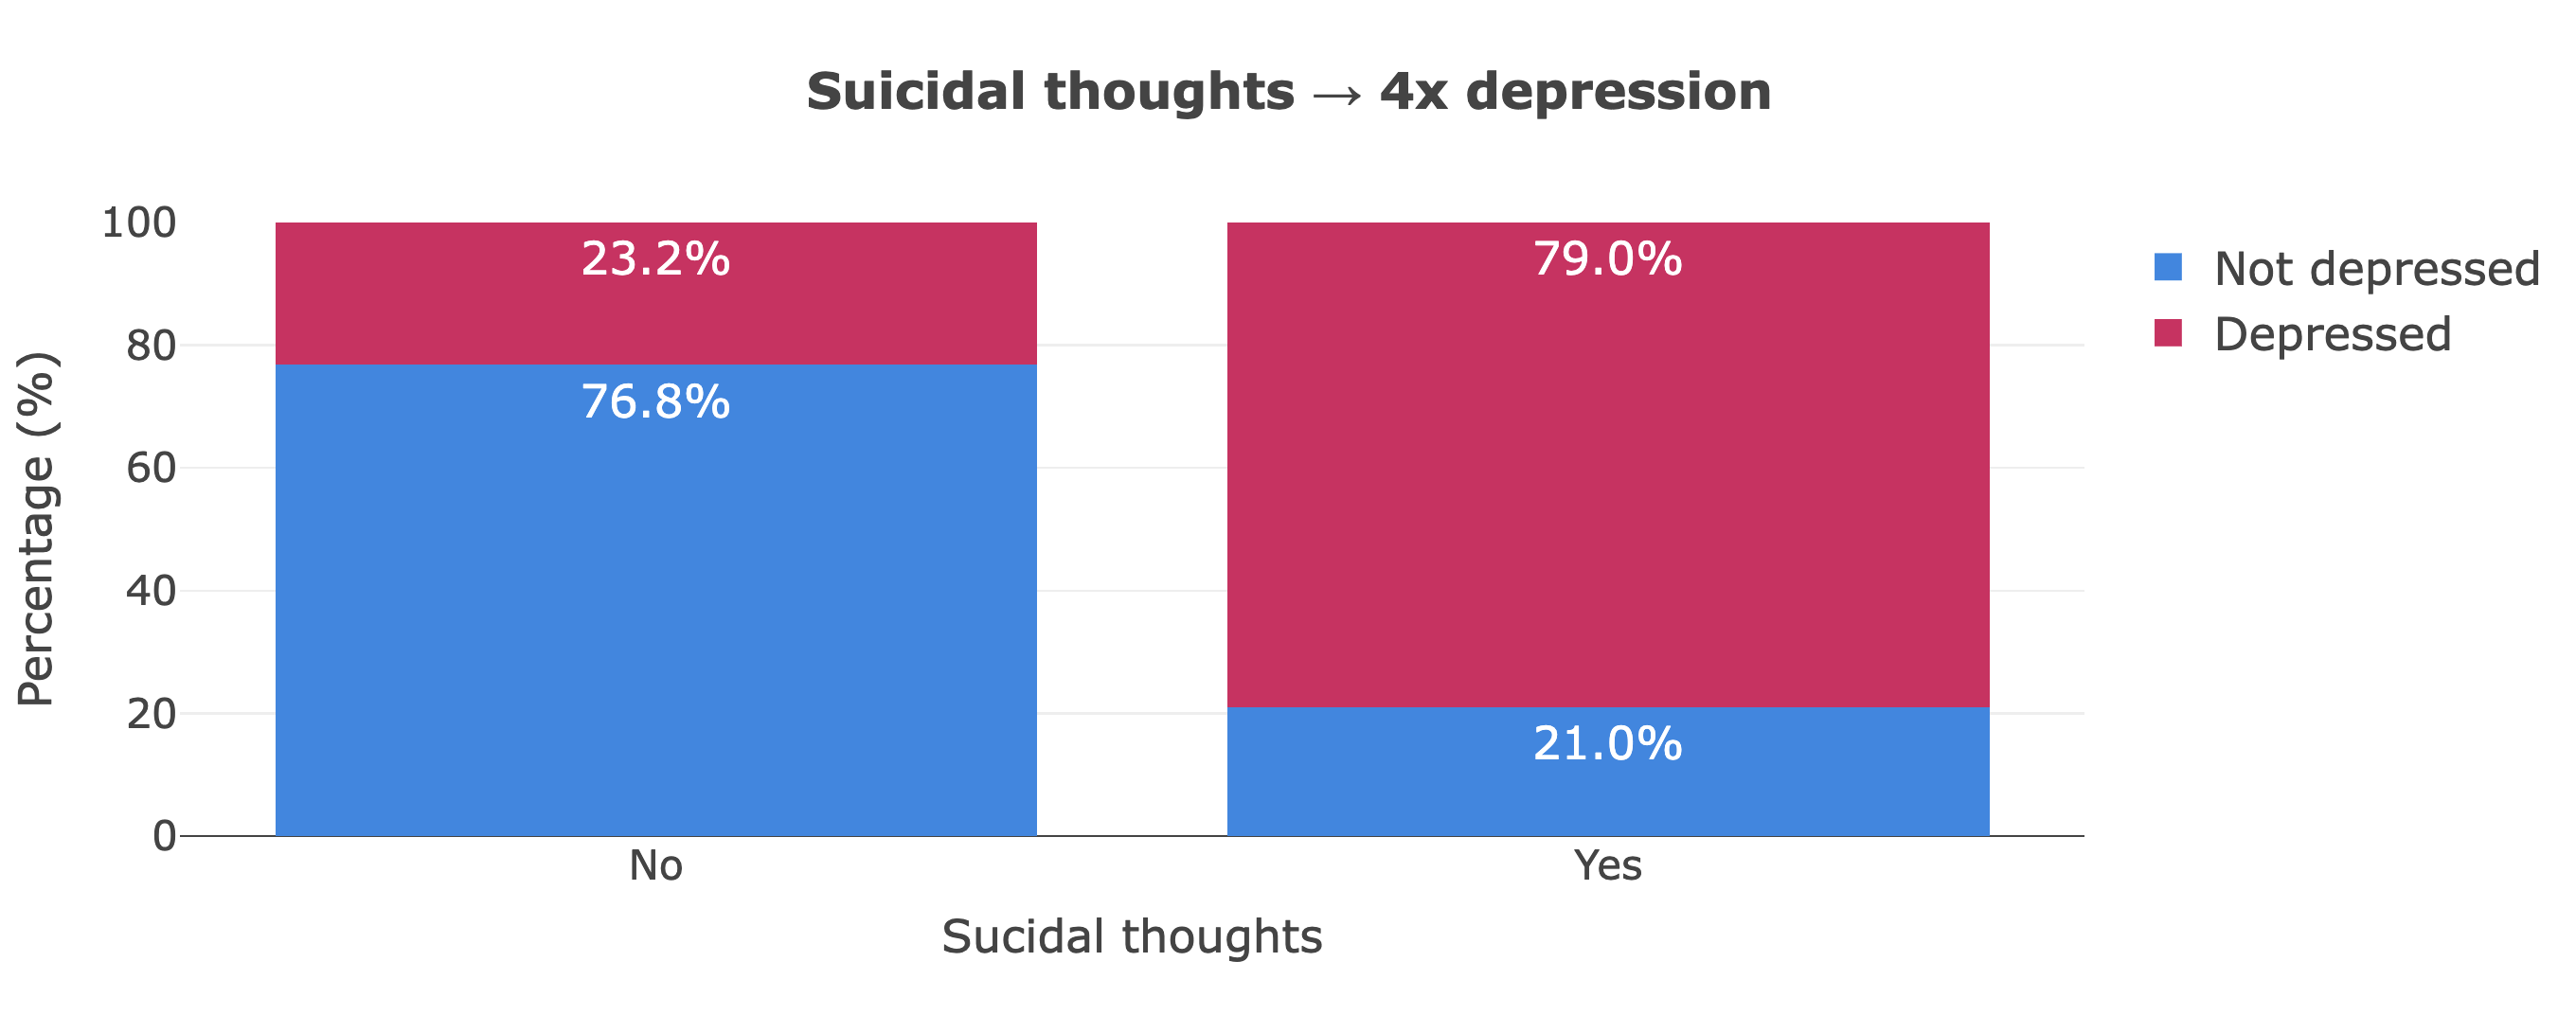 Suicidal thoughts → 4x depression
Percentage (%)
100
80
60
40
20
0
23.2%
76.8%
79.0%
21.0%
No
Yes
Sucidal thoughts
Not depressed
Depressed